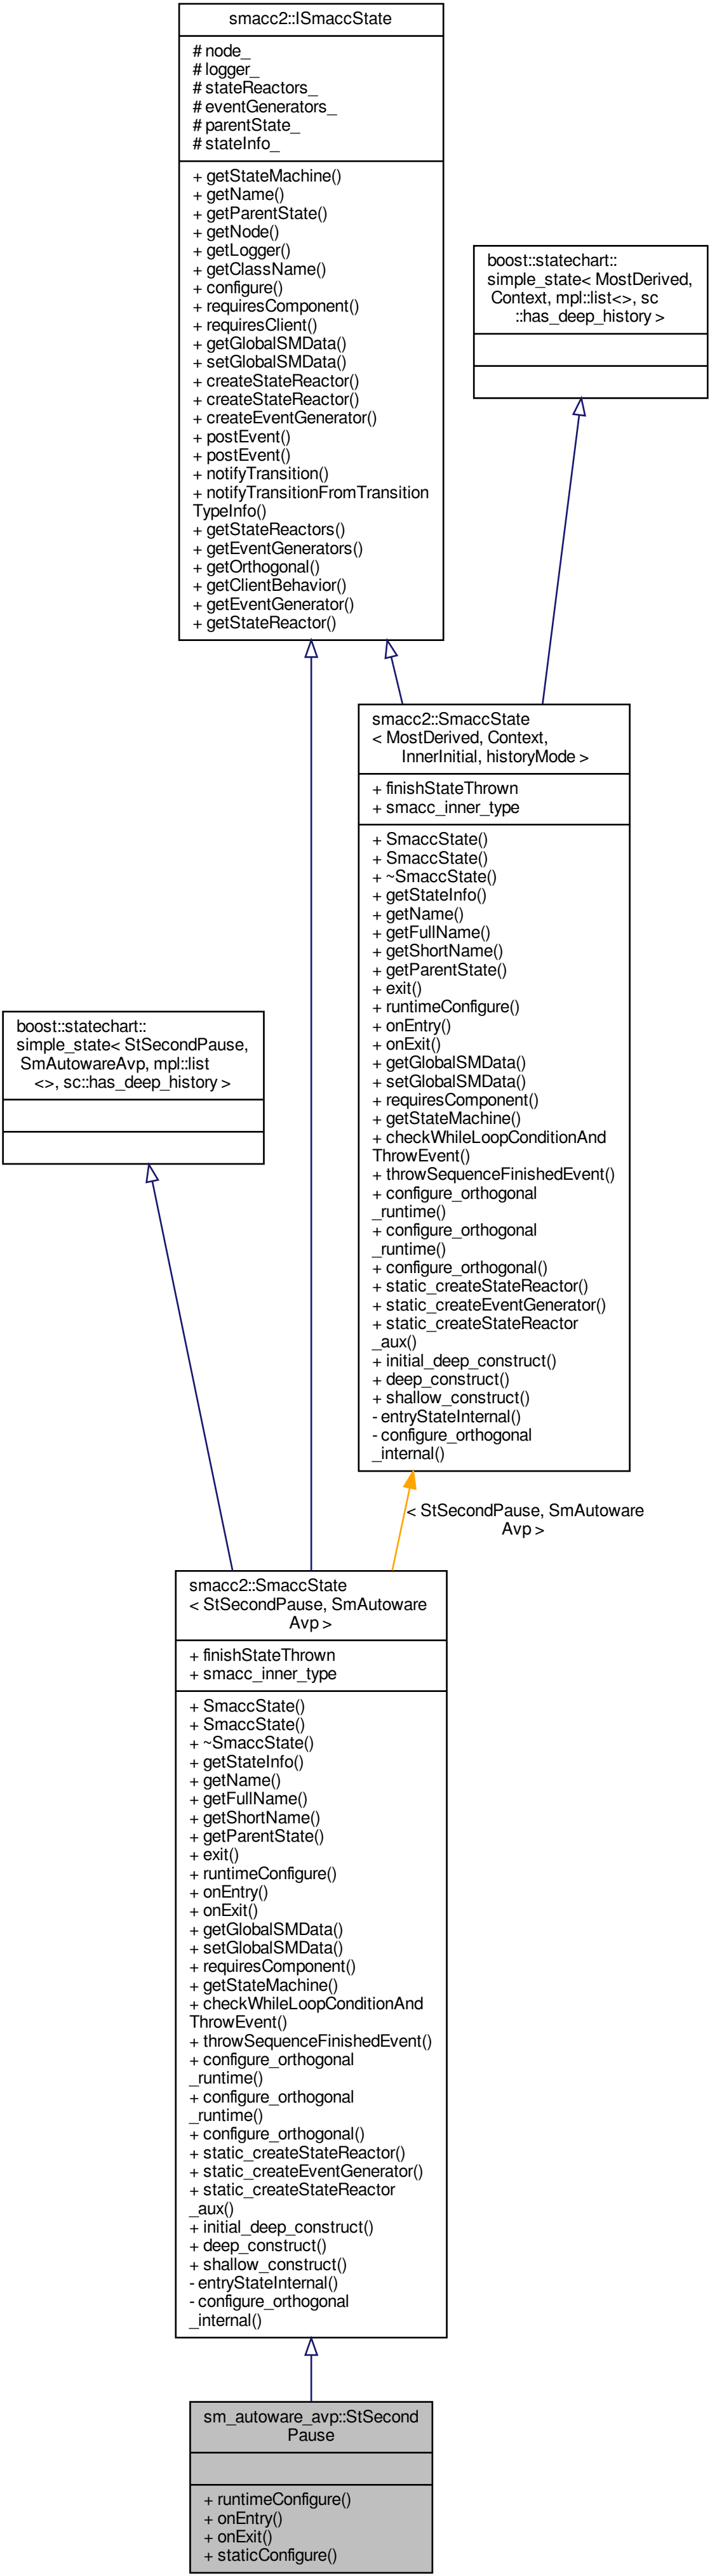 smacc2::ISmaccState
# node_
# logger_
# stateReactors_
# eventGenerators_
# parentState_
# stateInfo_
+ getStateMachine()
+ getName()
+ getParentState()
+ getNode()
+ getLogger()
+ getClassName()
+ configure()
+ requiresComponent()
+ requiresClient()
+ getGlobalSMData()
+ setGlobalSMData()
+ createStateReactor()
+ createStateReactor()
+ createEventGenerator()
+ postEvent()
+ postEvent()
+ notifyTransition()
+ notifyTransitionFromTransition
TypeInfo()
+ getStateReactors()
+ getEventGenerators()
+ getOrthogonal()
+ getClientBehavior()
+ getEventGenerator()
+ getStateReactor()
boost::statechart::
simple_state< MostDerived,
Context, mpl::list<>, sc
::has_deep_history >
smacc2::SmaccState
< MostDerived, Context,
InnerInitial, historyMode >
+ finishStateThrown
+ smacc_inner_type
+ SmaccState()
+ SmaccState()
+ ~SmaccState()
+ getStateInfo()
+ getName()
+ getFullName()
+ getShortName()
+ getParentState()
+ exit()
+ runtimeConfigure()
+ onEntry()
+ onExit()
+ getGlobalSMData()
+ setGlobalSMData()
+ requiresComponent()
+ getStateMachine()
+ checkWhileLoopConditionAnd
ThrowEvent()
+ throwSequenceFinishedEvent()
+ configure_orthogonal
_runtime()
+ configure_orthogonal
_runtime()
+ configure_orthogonal()
+ static_createStateReactor()
+ static_createEventGenerator()
+ static_createStateReactor
_aux()
+ initial_deep_construct()
+ deep_construct()
+ shallow_construct()
- entryStateInternal()
- configure_orthogonal
_internal()
boost::statechart::
simple_state< StSecondPause,
SmAutowareAvp, mpl::list
<>, sc::has_deep_history >
< StSecondPause, SmAutoware
Avp >
smacc2::SmaccState
< StSecondPause, SmAutoware
Avp >
+ finishStateThrown
+ smacc_inner_type
+ SmaccState()
+ SmaccState()
+ ~SmaccState()
+ getStateInfo()
+ getName()
+ getFullName()
+ getShortName()
+ getParentState()
+ exit()
+ runtimeConfigure()
+ onEntry()
+ onExit()
+ getGlobalSMData()
+ setGlobalSMData()
+ requiresComponent()
+ getStateMachine()
+ checkWhileLoopConditionAnd
ThrowEvent()
+ throwSequenceFinishedEvent()
+ configure_orthogonal
_runtime()
+ configure_orthogonal
_runtime()
+ configure_orthogonal()
+ static_createStateReactor()
+ static_createEventGenerator()
+ static_createStateReactor
_aux()
+ initial_deep_construct()
+ deep_construct()
+ shallow_construct()
- entryStateInternal()
- configure_orthogonal
_internal()
sm_autoware_avp::StSecond
Pause
+ runtimeConfigure()
+ onEntry()
+ onExit()
+ staticConfigure()